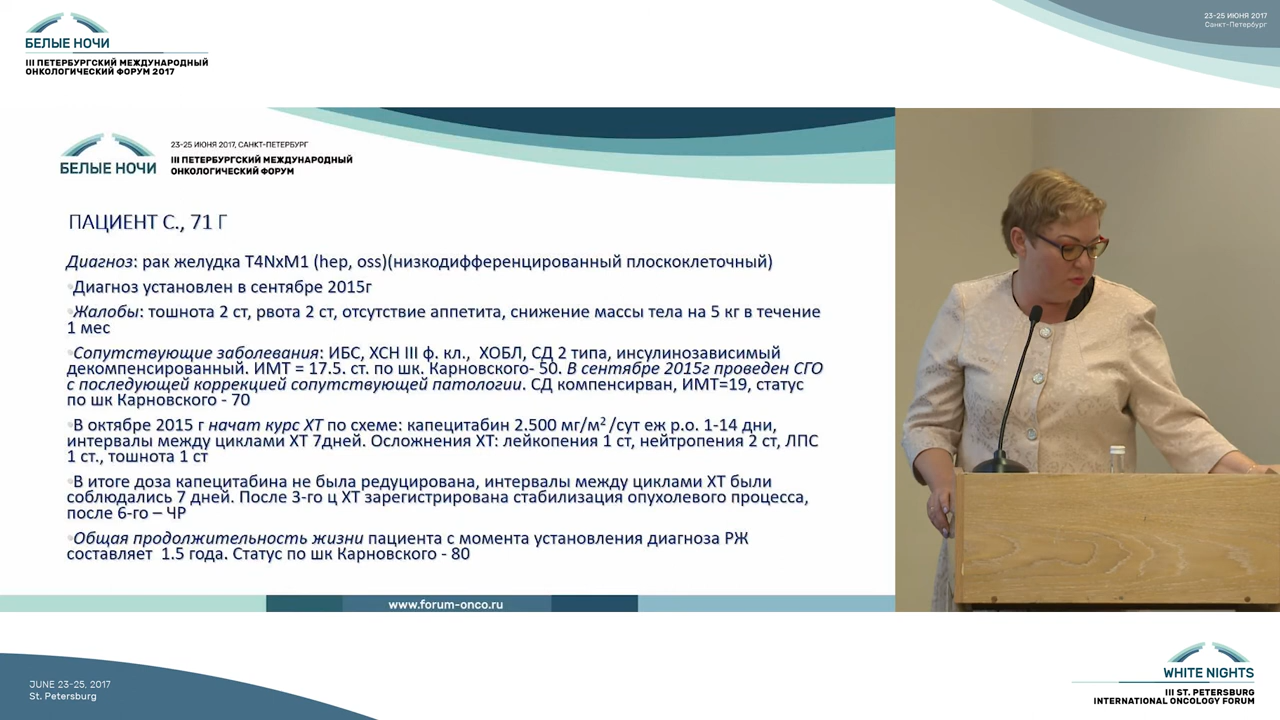 БЕЛЫЕ НОЧИ
III ПЕТЕРБУРГСКИЙ МЕЖДУНАРОДНЫЙ
ОНКОЛОГИЧЕСКИЙ ФОРУМ 2017
23-25 ИЮНЯ 2017
Санкт-Петербург
БЕЛЫЕ НОЧИ
23-25 ИЮНЯ 2017, САНКТ-ПЕТЕРБУРГ
III ПЕТЕРБУРГСКИЙ МЕЖДУНАРОДНЫЙ
ОНКОЛОГИЧЕСКИЙ ФОРУМ
ПАЦИЕНТ С., 71 Г
Диагноз: рак желудка T4NxM1 (hep, oss)(низкодифференцированный плоскоклеточный)
Диагноз установлен в сентябре 2015г
Жалобы: тошнота 2 ст, рвота 2 ст, отсутствие аппетита, снижение массы тела на 5 кг в течение
1 мес
Сопутствующие заболевания: ИБС, ХСН III ф. кл., ХОБЛ, СД 2 типа, инсулинозависимый
декомпенсированный. ИМТ = 17.5. ст. по шк. Карновского- 50. В сентябре 2015г проведен СГО
с последующей коррекцией сопутствующей патологии. СД компенсирван, ИМТ=19, статус
по шк Карновского - 70
В октябре 2015 г начат курс ХТ по схеме: капецитабин 2.500 мг/м² /сут еж p.o. 1-14 дни,
интервалы между циклами ХТ 7дней. Осложнения ХТ: лейкопения 1 ст, нейтропения 2 ст, ЛПС
1 ст., тошнота 1 ст
В итоге доза капецитабина не была редуцирована, интервалы между циклами ХТ были
соблюдались 7 дней. После 3-го ц ХТ зарегистрирована стабилизация опухолевого процесса,
после 6-го – ЧР
Общая продолжительность жизни пациента с момента установления диагноза РЖ
составляет 1.5 года. Статус по шк Карновского - 80
www.forum-onco.ru
JUNE 23-25, 2017
St. Petersburg
WHITE NIGHTS
III ST. PETERSBURG
INTERNATIONAL ONCOLOGY FORUM